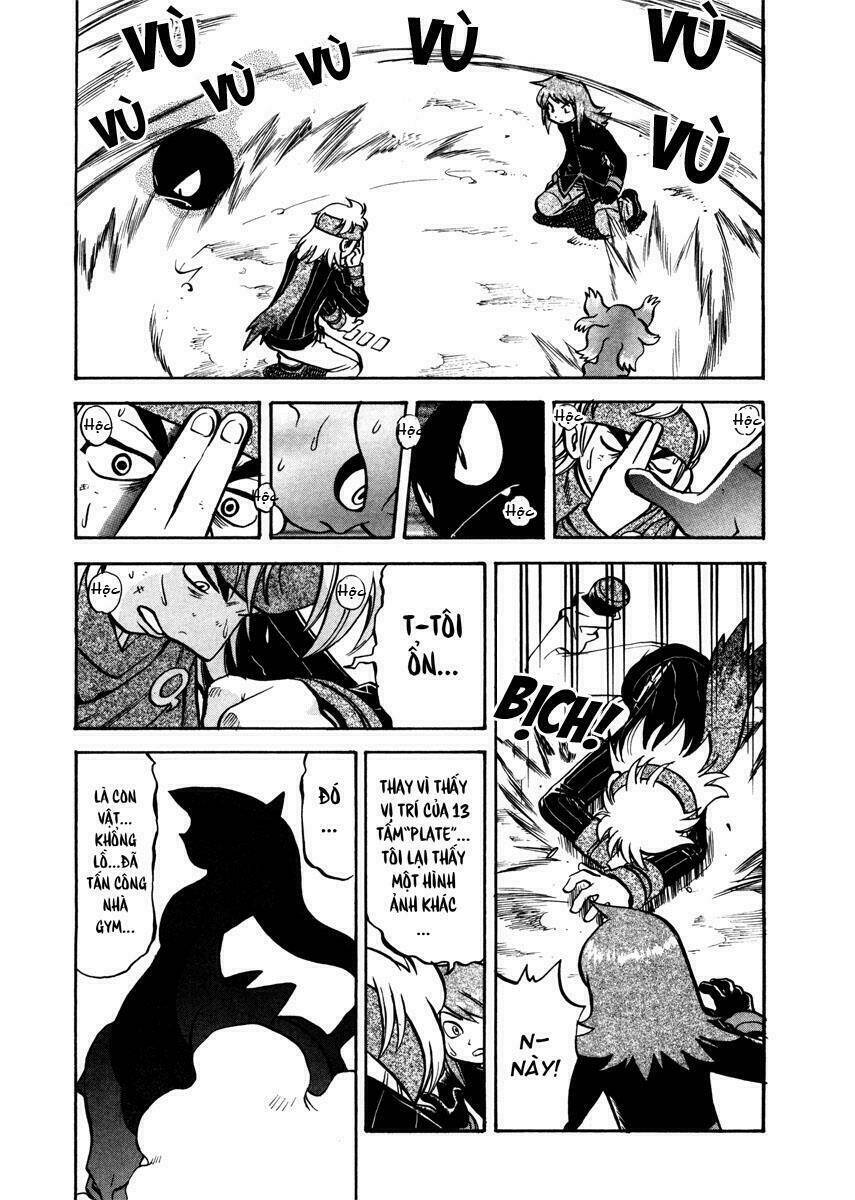 VÙ
VÙ
VÙ
VÙ
VÙ
VÙ
VÙ
Hộc
Hộc
Hộc
Hộc
Hộc
Hộc
Hộc
Hộc
T-TÔI
ỔN...
BỊCH!
N-
NÀY!
THAY VÌ THẤY
VỊ TRÍ CỦA 13
TẤM "PLATE"...
TÔI LẠI THẤY
MỘT HÌNH
ẢNH KHÁC
...
ĐÓ
...
LÀ CON
VẬT...
KHỔNG
LỒ...ĐÃ
TẤN CÔNG
NHÀ
GYM...